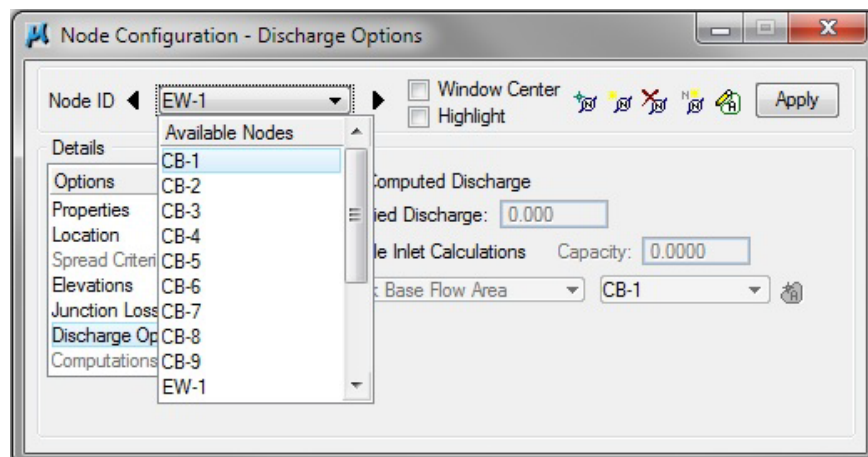 Node Configuration - Discharge Options
Node ID EW-1 Window Center
Highlight
Apply
Available Nodes
CB-1
CB-2
CB-3
CB-4
CB-5
CB-6
CB-7
CB-8
CB-9
EW-1
Details
Options
Properties
Location
Spread Criteri
Elevations
Junction Loss
Discharge Op
Computations
Computed Discharge
ied Discharge: 0.000
le Inlet Calculations Capacity: 0.0000
k Base Flow Area CB-1